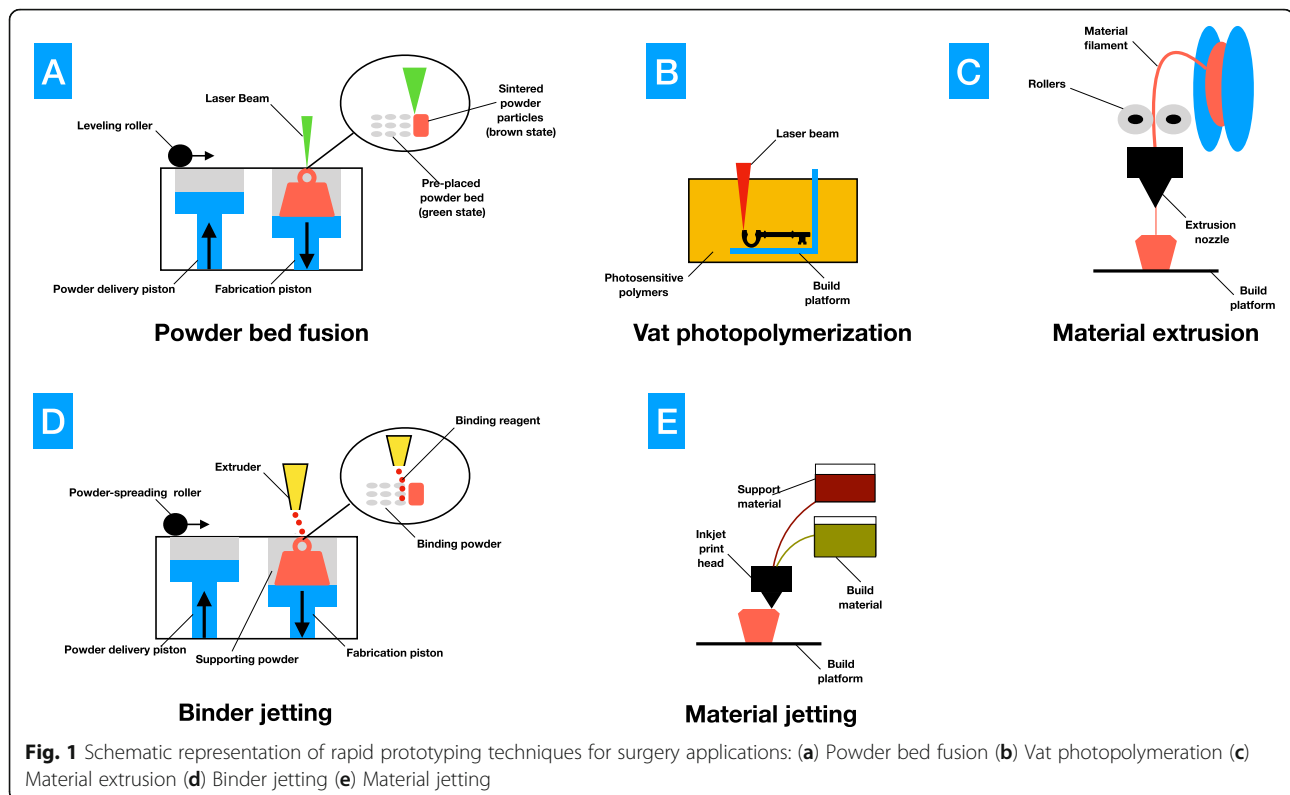 A
Laser Beam
Leveling roller
Sintered
powder
particles
(brown state)
Pre-placed
powder bed
(green state)
Powder delivery piston
Fabrication piston
Powder bed fusion
B
Laser beam
Photosensitive
polymers
Build
platform
Vat photopolymerization
C
Material
filament
Rollers
Extrusion
nozzle
Build
platform
Material extrusion
D
Binding reagent
Extruder
Powder-spreading roller
Binding powder
Powder delivery piston
Supporting powder
Fabrication piston
Binder jetting
E
Support
material
Inkjet
print
head
Build
material
Build
platform
Material jetting
Fig. 1 Schematic representation of rapid prototyping techniques for surgery applications: (a) Powder bed fusion (b) Vat photopolymeration (c)
Material extrusion (d) Binder jetting (e) Material jetting